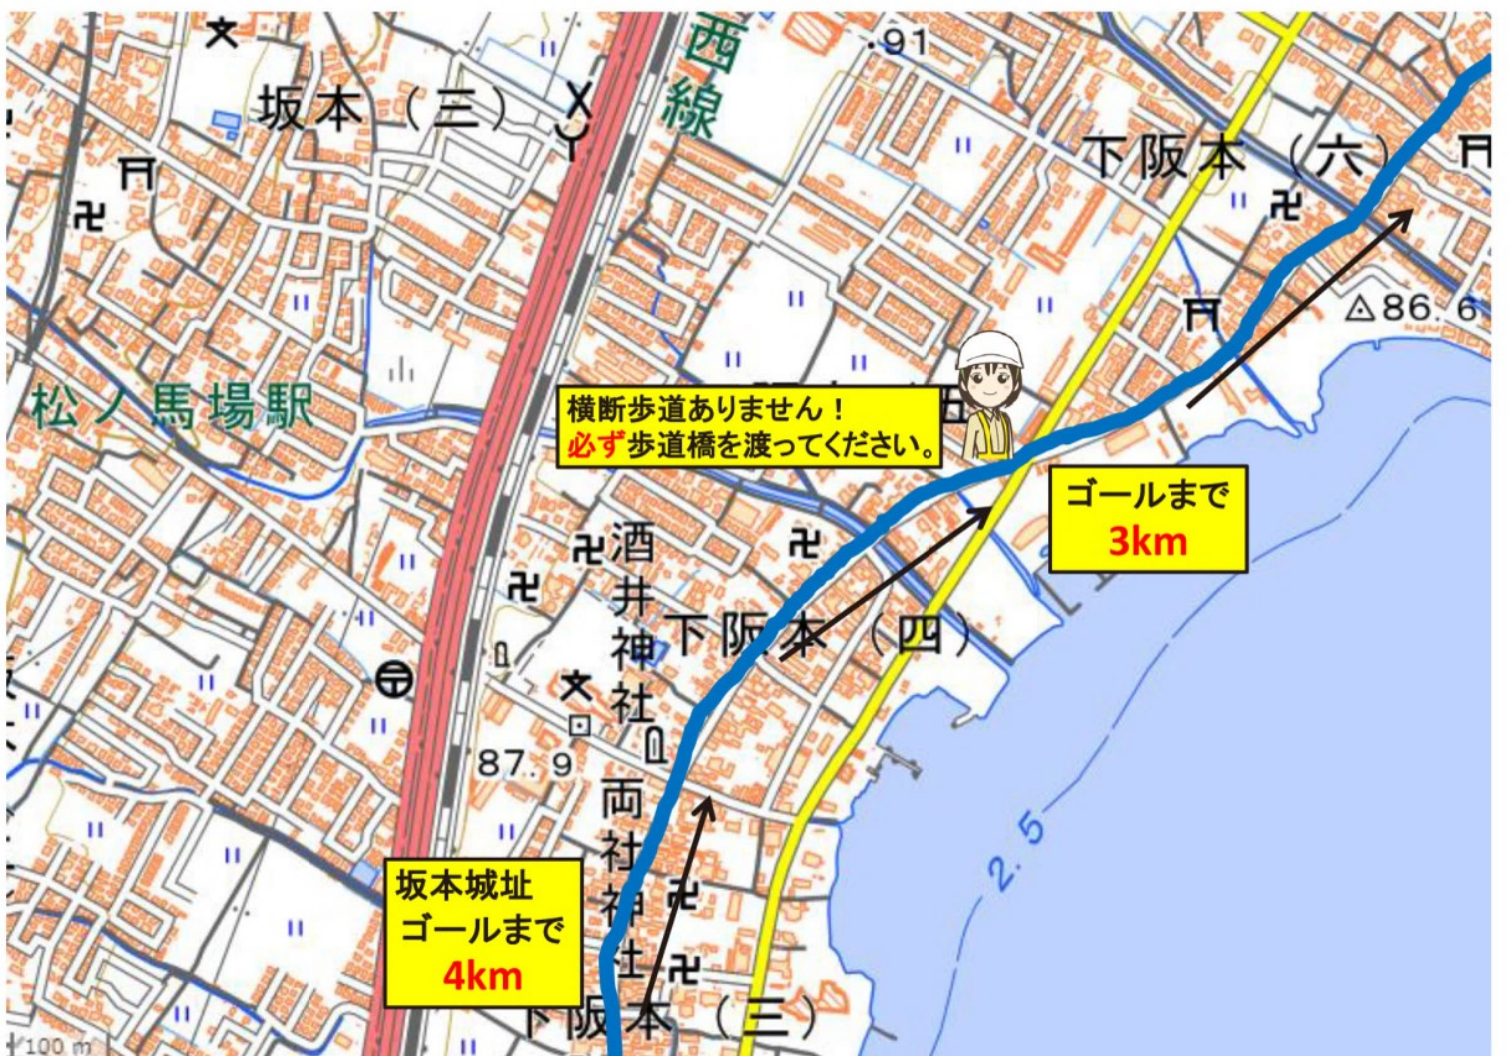 西線
.91
坂本（三）
下阪本（六）
86.6
松ノ馬場駅
横断歩道ありません！
必ず歩道橋を渡ってください。
ゴールまで
3km
酒井神社
下阪本（四）
87.9
両社神社
2.5
坂本城址
ゴールまで
4km
下阪本（三）
100 m